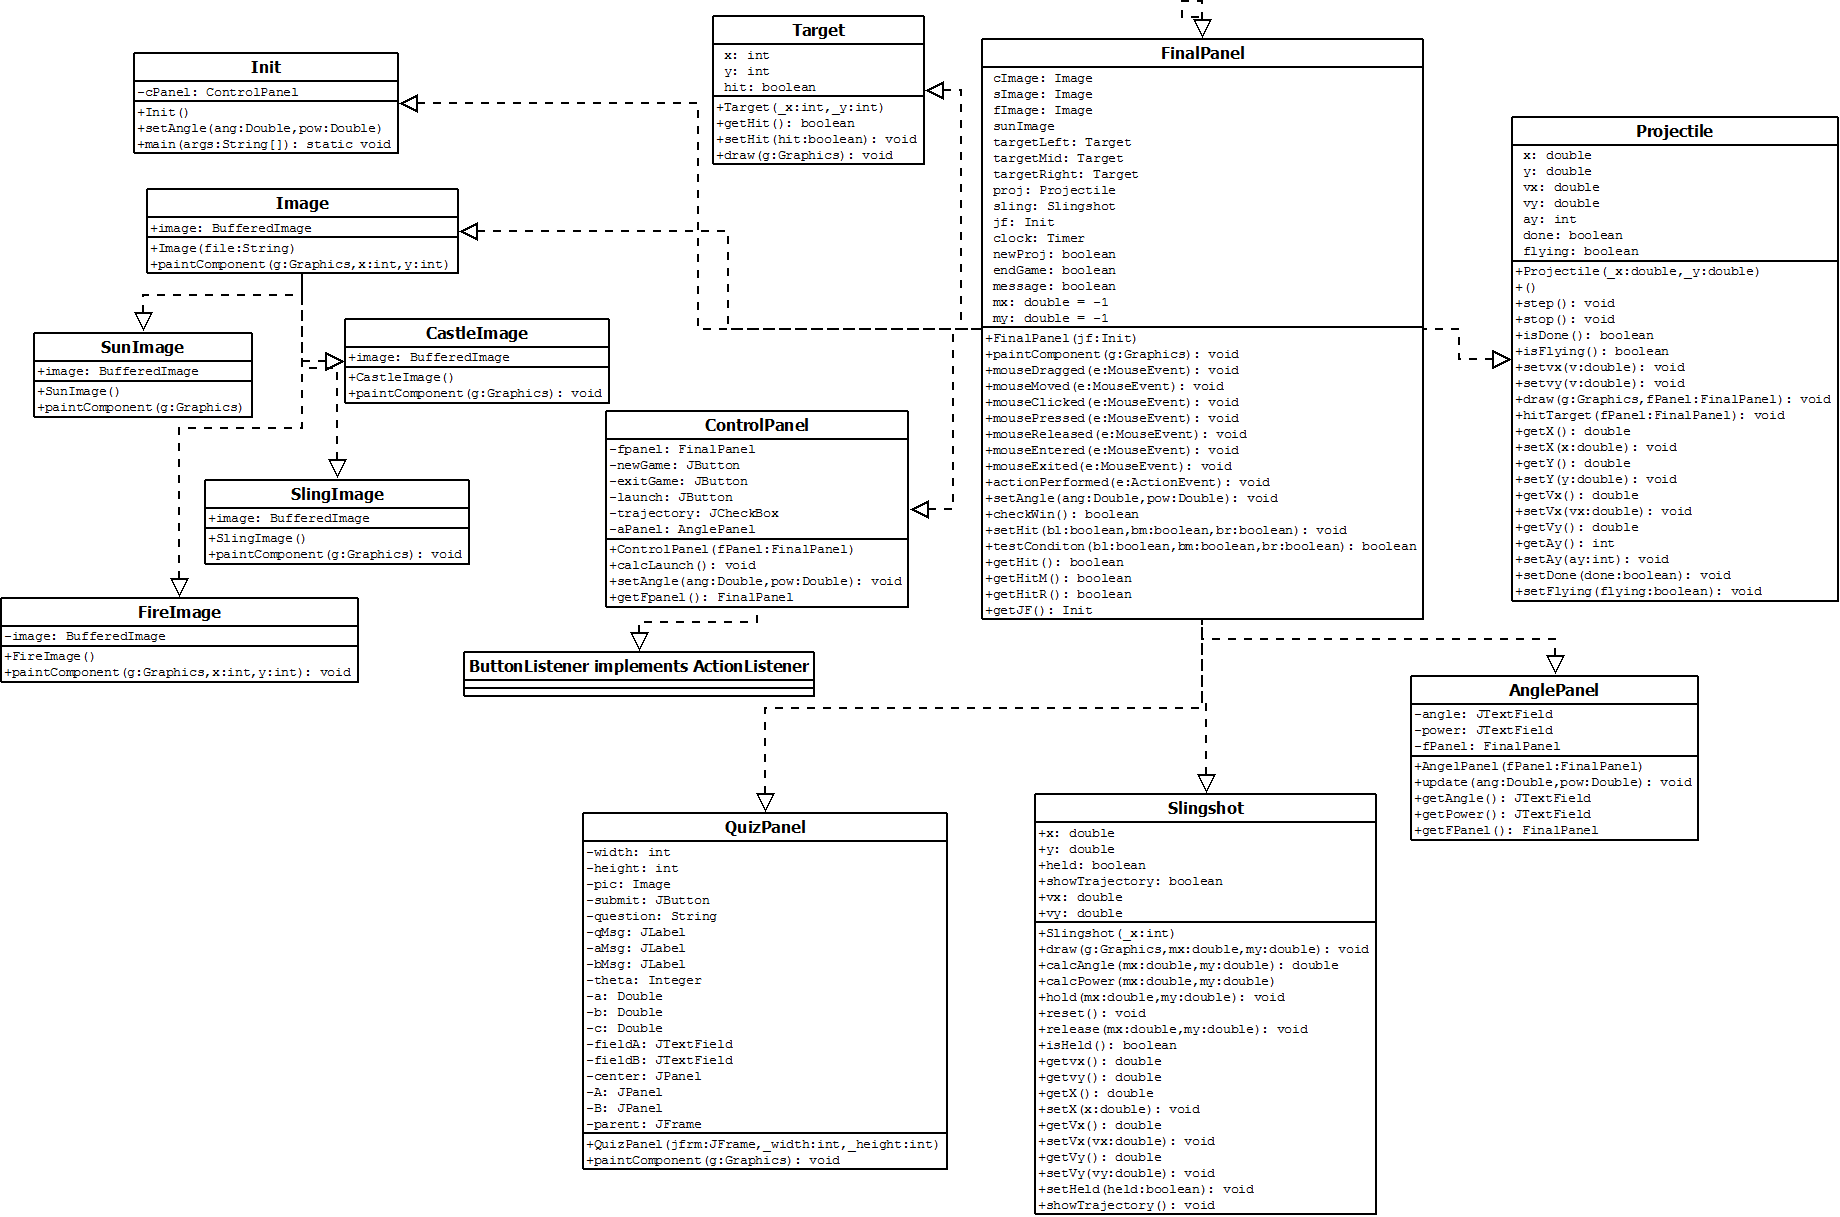 Init
-cPanel: ControlPanel
+Init()
+setAngle(ang:Double,pow:Double)
+main(args:String[]): static void
Target
x: int
y: int
hit: boolean
+Target(_x:int,_y:int)
+getHit(): boolean
+setHit(hit:boolean): void
+draw(g:Graphics): void
FinalPanel
cImage: Image
sImage: Image
fImage: Image
sunImage
targetLeft: Target
targetMid: Target
targetRight: Target
proj: Projectile
sling: Slingshot
jf: Init
clock: Timer
newProj: boolean
endGame: boolean
message: boolean
mx: double = -1
my: double = -1
+FinalPanel(jf:Init)
+paintComponent(g:Graphics): void
+mouseDragged(e:MouseEvent): void
+mouseMoved(e:MouseEvent): void
+mouseClicked(e:MouseEvent): void
+mousePressed(e:MouseEvent): void
+mouseReleased(e:MouseEvent): void
+mouseEntered(e:MouseEvent): void
+mouseExited(e:MouseEvent): void
+actionPerformed(e:ActionEvent): void
+setAngle(ang:Double,pow:Double): void
+checkWin(): boolean
+setHit(bl:boolean,bm:boolean,br:boolean): void
+testConditon(bl:boolean,bm:boolean,br:boolean): boolean
+getHit(): boolean
+getHitM(): boolean
+getHitR(): boolean
+getJF(): Init
Projectile
x: double
y: double
vx: double
vy: double
ay: int
done: boolean
flying: boolean
+Projectile(_x:double,_y:double)
+()
+step(): void
+stop(): void
+isDone(): boolean
+isFlying(): boolean
+setvx(v:double): void
+setvy(v:double): void
+draw(g:Graphics,fPanel:FinalPanel): void
+hitTarget(fPanel:FinalPanel): void
+getX(): double
+setX(x:double): void
+getY(): double
+setY(y:double): void
+getVx(): double
+setVx(vx:double): void
+getVy(): double
+getAy(): int
+setAy(ay:int): void
+setDone(done:boolean): void
+setFlying(flying:boolean): void
Image
+image: BufferedImage
+Image(file:String)
+paintComponent(g:Graphics,x:int,y:int)
SunImage
+image: BufferedImage
+SunImage()
+paintComponent(g:Graphics)
CastleImage
+image: BufferedImage
+CastleImage()
+paintComponent(g:Graphics): void
SlingImage
+image: BufferedImage
+SlingImage()
+paintComponent(g:Graphics): void
FireImage
-image: BufferedImage
+FireImage()
+paintComponent(g:Graphics,x:int,y:int): void
ControlPanel
-fpanel: FinalPanel
-newGame: JButton
-exitGame: JButton
-launch: JButton
-trajectory: JCheckBox
-aPanel: AnglePanel
+ControlPanel(fPanel:FinalPanel)
+calcLaunch(): void
+setAngle(ang:Double,pow:Double): void
+getFpanel(): FinalPanel
ButtonListener implements ActionListener
AnglePanel
-angle: JTextField
-power: JTextField
-fPanel: FinalPanel
+AngelPanel(fPanel:FinalPanel)
+update(ang:Double,pow:Double): void
+getAngle(): JTextField
+getPower(): JTextField
+getFPanel(): FinalPanel
QuizPanel
-width: int
-height: int
-pic: Image
-submit: JButton
-question: String
-qMsg: JLabel
-aMsg: JLabel
-bMsg: JLabel
-theta: Integer
-a: Double
-b: Double
-c: Double
-fieldA: JTextField
-fieldB: JTextField
-center: JPanel
-A: JPanel
-B: JPanel
-parent: JFrame
+QuizPanel(jfrm:JFrame,_width:int,_height:int)
+paintComponent(g:Graphics): void
Slingshot
+x: double
+y: double
+held: boolean
+showTrajectory: boolean
+vx: double
+vy: double
+Slingshot(_x:int)
+draw(g:Graphics,mx:double,my:double): void
+calcAngle(mx:double,my:double): double
+calcPower(mx:double,my:double)
+hold(mx:double,my:double): void
+reset(): void
+release(mx:double,my:double): void
+isHeld(): boolean
+getvx(): double
+getvy(): double
+getX(): double
+setX(x:double): void
+getVx(): double
+setVx(vx:double): void
+getVy(): double
+setVy(vy:double): void
+setHeld(held:boolean): void
+showTrajectory(): void